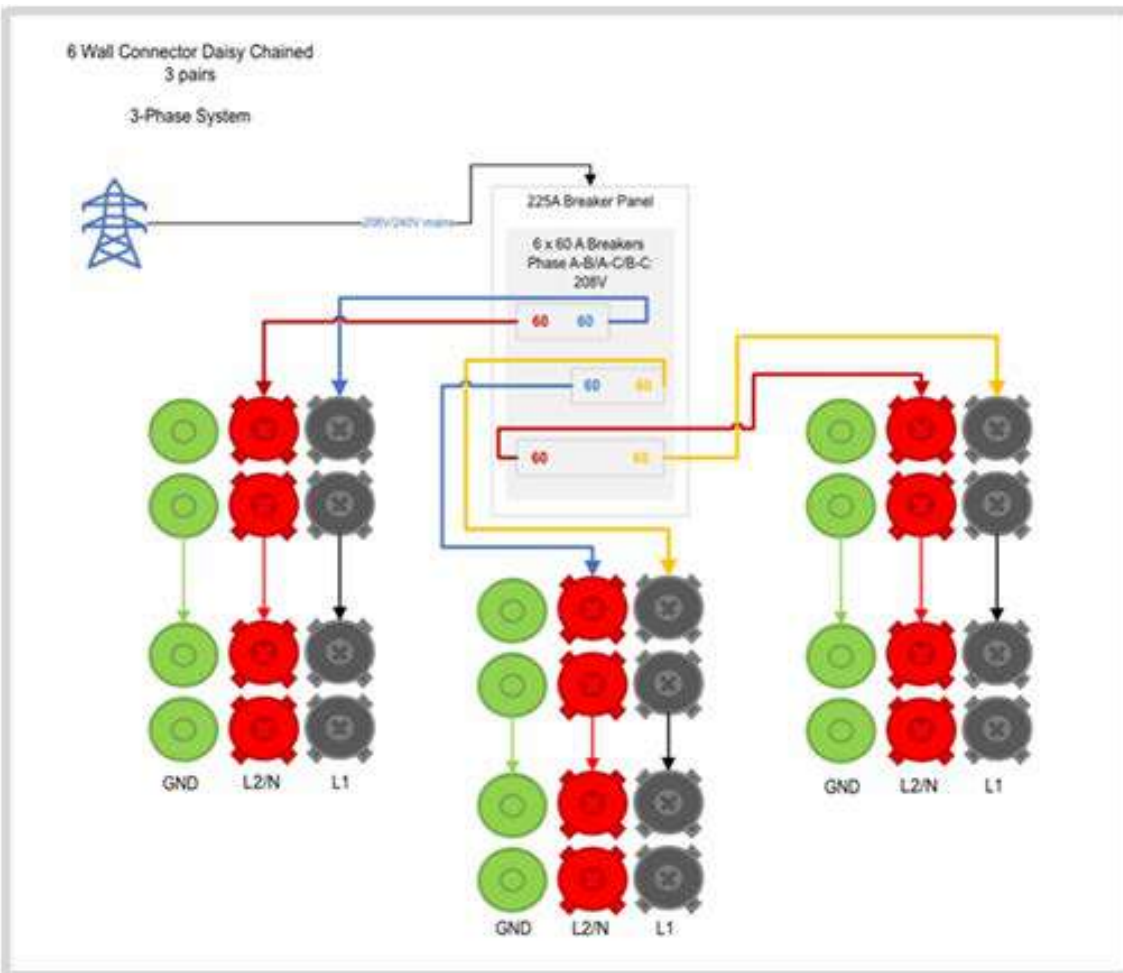 6 Wall Connector Daisy Chained
3 pairs
3-Phase System
208V/240V mains
225A Breaker Panel
6 x 60 A Breakers
Phase A-B/A-C/B-C
208V
60 60
60 60
60 60
GND L2/N L1
GND L2/N L1
GND L2/N L1